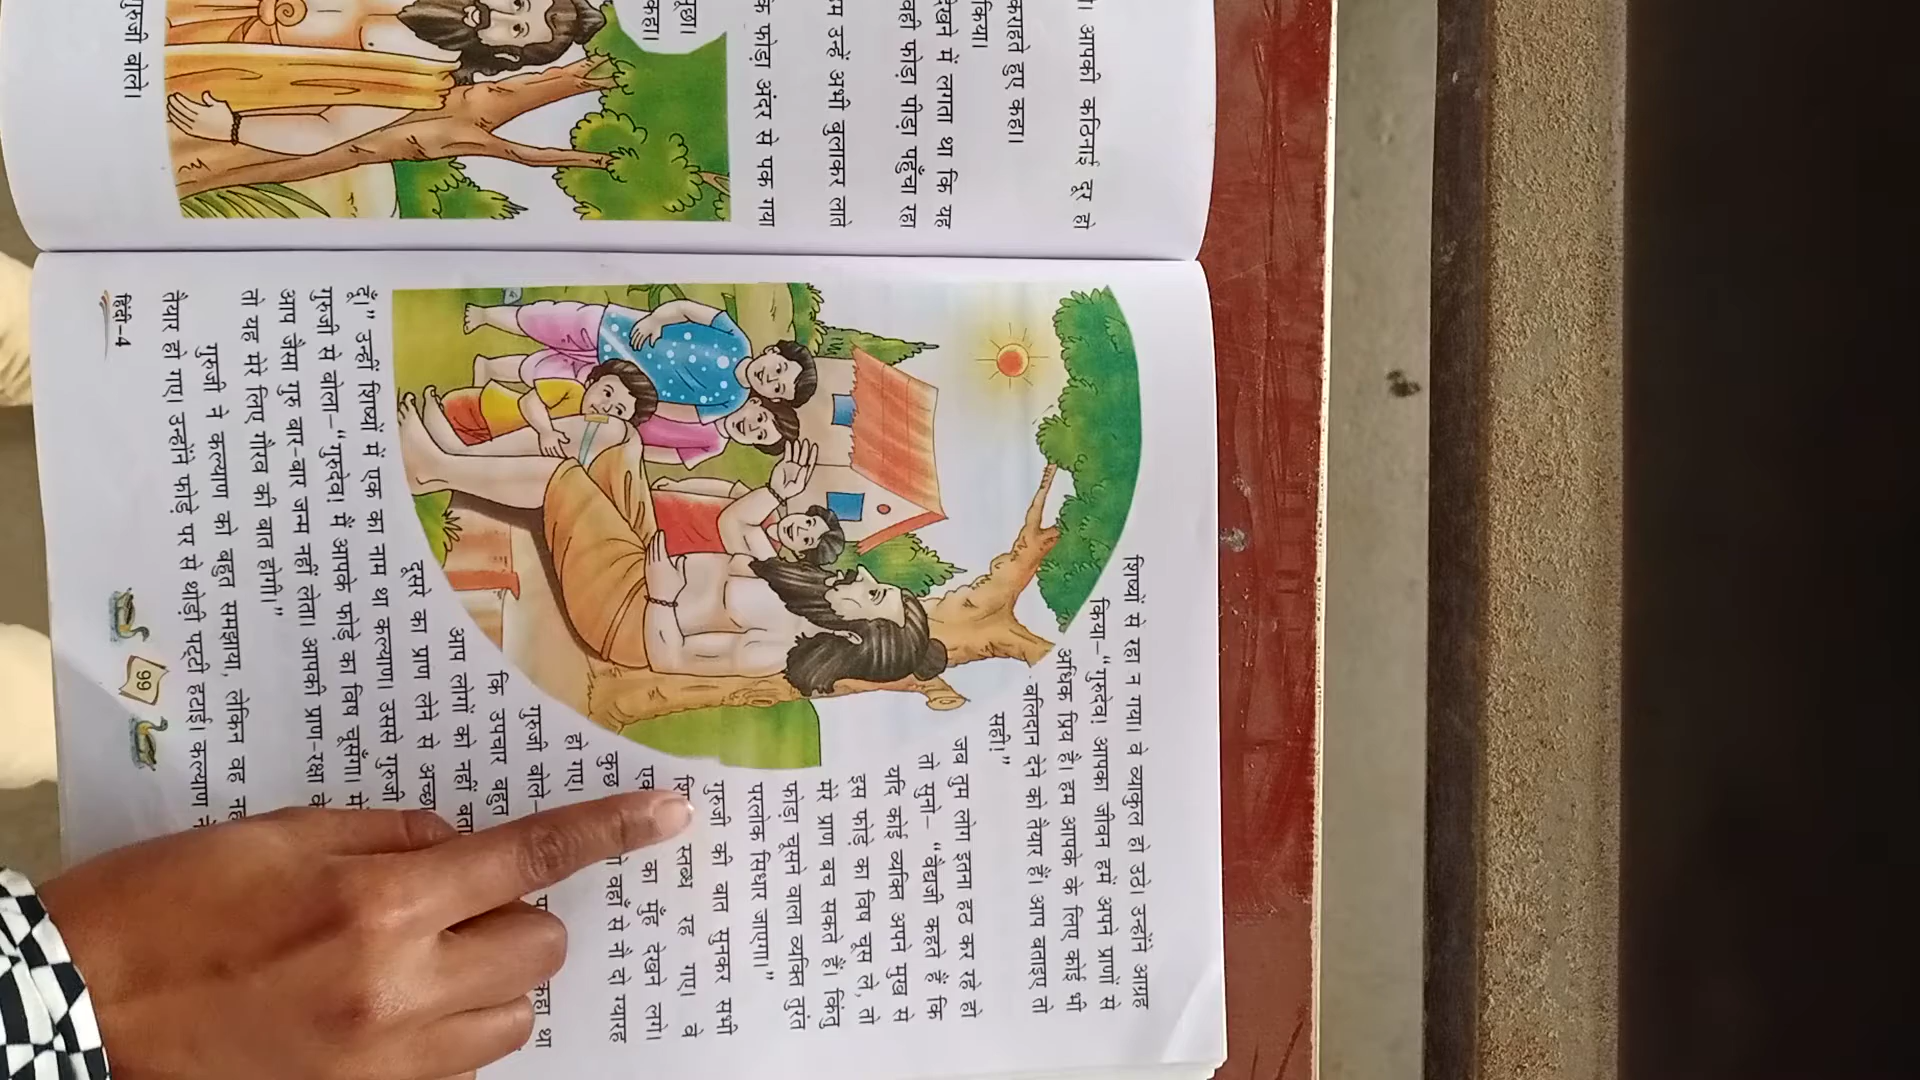 पूछा।
कहा।
क फोड़ा अंदर से पक गया
म उन्हें अभी बुलाकर लाते
वही फोड़ा पीड़ा पहुँचा रहा
देखने में लगता था कि यह
किया।
कराहते हुए कहा।
। आपकी कठिनाई दूर हो
गुरुजी बोले।
शिष्यों से रहा न गया। वे व्याकुल हो उठे। उन्होंने आग्रह
किया–“गुरुदेव! आपका जीवन हमें अपने प्राणों से
अधिक प्रिय है। हम आपके के लिए कोई भी
बलिदान देने को तैयार हैं। आप बताइए तो
सही!”
जब तुम लोग इतना हठ कर रहे हो
तो सुनो– “वैद्यजी कहते हैं कि
यदि कोई व्यक्ति अपने मुख से
इस फोड़े का विष चूस ले, तो
मेरे प्राण बच सकते हैं। किंतु
फोड़ा चूसने वाला व्यक्ति तुरंत
परलोक सिधार जाएगा।”
गुरुजी की बात सुनकर सभी
स्तब्ध रह गए। वे
का मुँह देखने लगे।
कुछ वहाँ से नौ दो ग्यारह
हो गए।
गुरुजी बोले– कहा था
कि उपचार बहुत
आप लोगों को नहीं
दूसरे का प्राण लेने से अच्छा
हूँ।” उन्हीं शिष्यों में एक का नाम था कल्याण। उससे गुरुजी
गुरुजी से बोला–“गुरुदेव! मैं आपके फोड़े का विष चूसूँगा। मे
आप जैसा गुरु बार-बार जन्म नहीं लेता। आपकी प्राण-रक्षा के
तो यह मेरे लिए गौरव की बात होगी।”
गुरुजी ने कल्याण को बहुत समझाया, लेकिन वह
तैयार हो गए। उन्होंने फोड़े पर से थोड़ी पट्टी हटाई। कल्याण ने
हिंदी–4
99